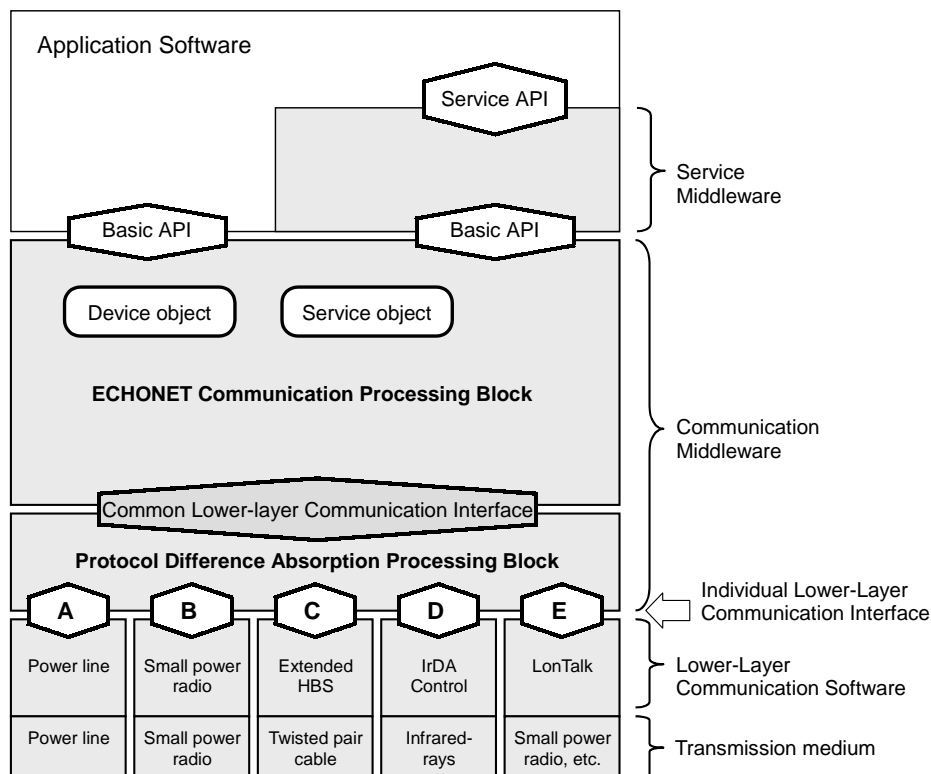 Application Software
Service API
Service
Middleware
Basic API
Basic API
Device object
Service object
ECHONET Communication Processing Block
Communication
Middleware
Common Lower-layer Communication Interface
Protocol Difference Absorption Processing Block
Individual Lower-Layer
Communication Interface
A
B
C
D
E
Power line
Small power
radio
Extended
HBS
IrDA
Control
LonTalk
Lower-Layer
Communication Software
Power line
Small power
radio
Twisted pair
cable
Infrared-
rays
Small power
radio, etc.
Transmission medium